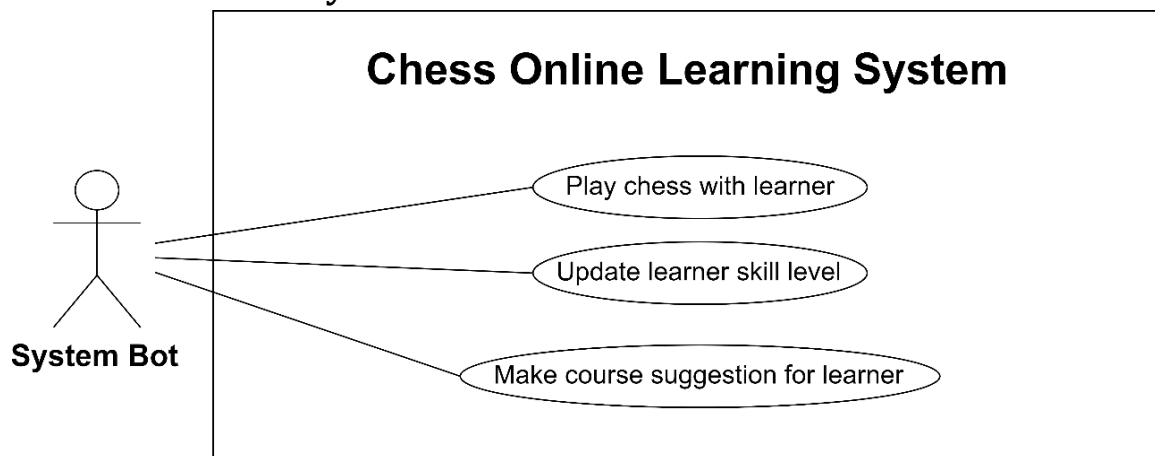 Chess Online Learning System
Play chess with learner
Update learner skill level
System Bot
Make course suggestion for learner